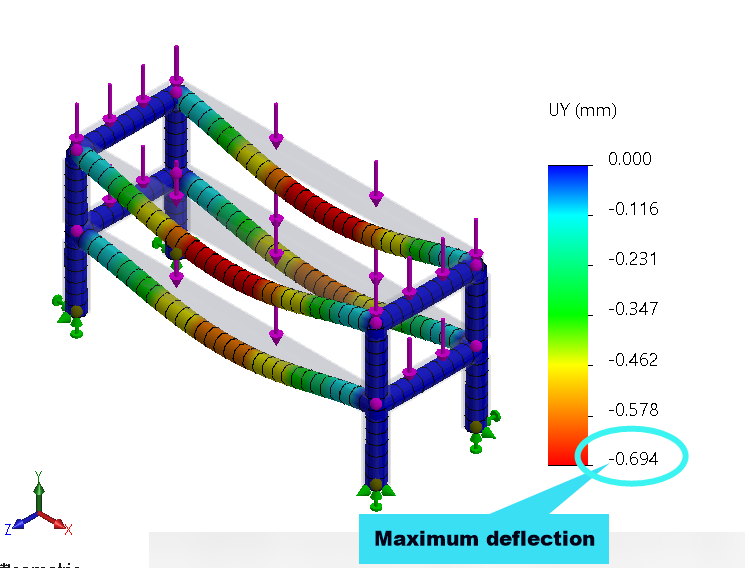 UY (mm)
0.000
-0.116
-0.231
-0.347
-0.462
-0.578
-0.694
Maximum deflection
Y
Z
X